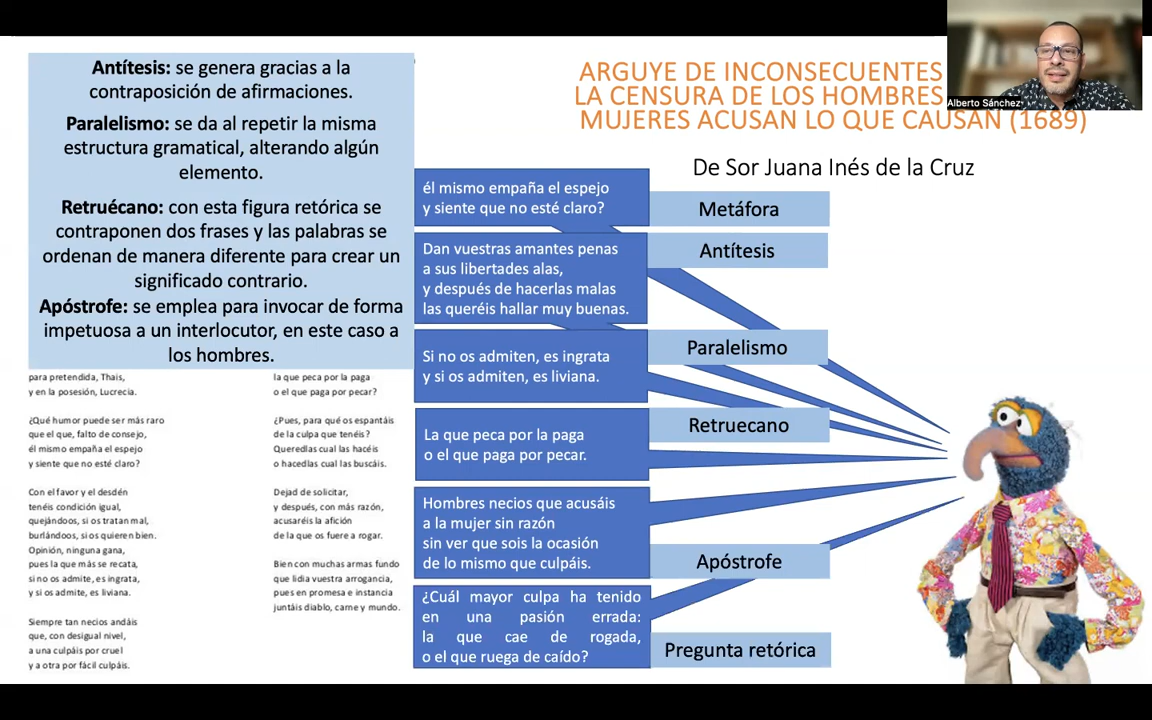 Antítesis: se genera gracias a la
contraposición de afirmaciones.
Paralelismo: se da al repetir la misma
estructura gramatical, alterando algún
elemento.
Retruécano: con esta figura retórica se
contraponen dos frases y las palabras se
ordenan de manera diferente para crear un
significado contrario.
Apóstrofe: se emplea para invocar de forma
impetuosa a un interlocutor, en este caso a
los hombres.
para pretendida, Thais,
y en la posesión, Lucrecia.
¿Qué humor puede ser más raro
que el que, falto de consejo,
él mismo empaña el espejo
y siente que no esté claro?
Con el favor y el desdén
tenéis condición igual,
quejándoos, si os tratan mal,
burlándoos, si os quieren bien.
Opinión, ninguna gana,
pues la que más se recata,
si no os admite, es ingrata,
y si os admite, es liviana.
Siempre tan necios andáis
que, con desigual nivel,
a una culpáis por cruel
y a otra por fácil culpáis.
la que peca por la paga
o el que paga por pecar?
¿Pues, para qué os espantáis
de la culpa que tenéis?
Queredlas cual las hacéis
o hacedlas cual las buscáis.
Dejad de solicitar,
y después, con más razón,
acusaréis la afición
de la que os fuere a rogar.
Bien con muchas armas fundo
que lidia vuestra arrogancia,
pues en promesa e instancia
juntáis diablo, carne y mundo.
ARGUYE DE INCONSECUENTES
LA CENSURA DE LOS HOMBRES
MUJERES ACUSAN LO QUE CAUSAN (1689)
De Sor Juana Inés de la Cruz
Alberto Sánchez
él mismo empaña el espejo
y siente que no esté claro?
Metáfora
Dan vuestras amantes penas
a sus libertades alas,
y después de hacerlas malas
las queréis hallar muy buenas.
Antítesis
Si no os admiten, es ingrata
y si os admiten, es liviana.
Paralelismo
La que peca por la paga
o el que paga por pecar.
Retruecano
Hombres necios que acusáis
a la mujer sin razón
sin ver que sois la ocasión
de lo mismo que culpáis.
Apóstrofe
¿Cuál mayor culpa ha tenido
en una pasión errada:
la que cae de rogada,
o el que ruega de caído?
Pregunta retórica